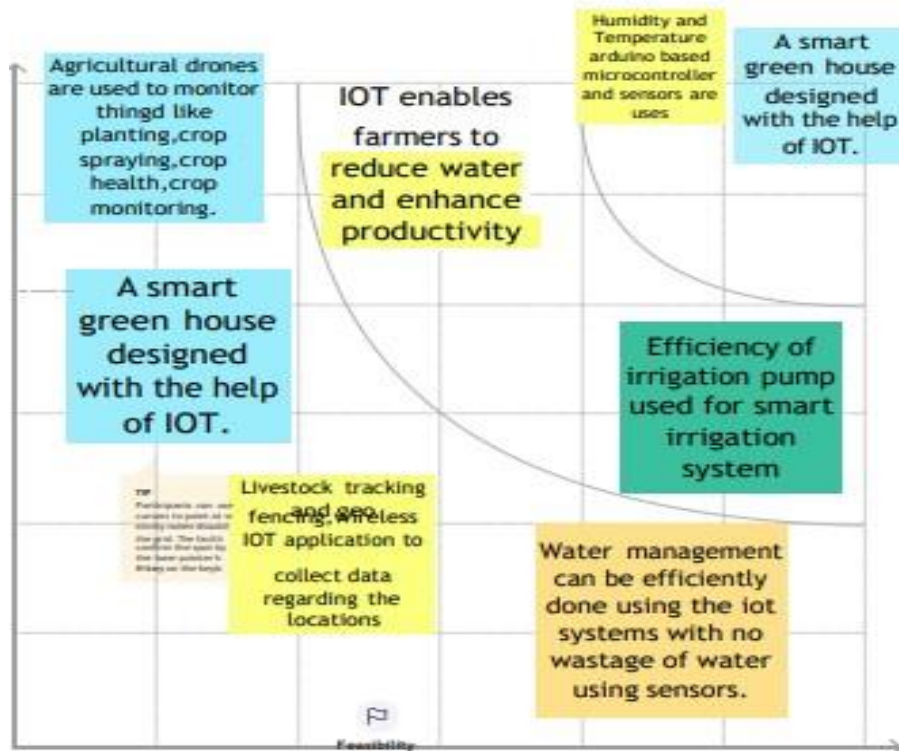 Agricultural drones
are used to monitor
thingd like
planting,crop
spraying,crop
health,crop
monitoring.
IOT enables
farmers to
reduce water
and enhance
productivity
Humidity and
Temperature
arduino based
microcontroller
and sensors are
uses
A smart
green house
designed
with the help
of IOT.
A smart
green house
designed
with the help
of IOT.
Efficiency of
irrigation pump
used for smart
irrigation
system
TIP
Participants can use
Livestock tracking
and geo
fencing,wireless
IOT application to
collect data
regarding the
locations
Water management
can be efficiently
done using the iot
systems with no
wastage of water
using sensors.
Feasibility